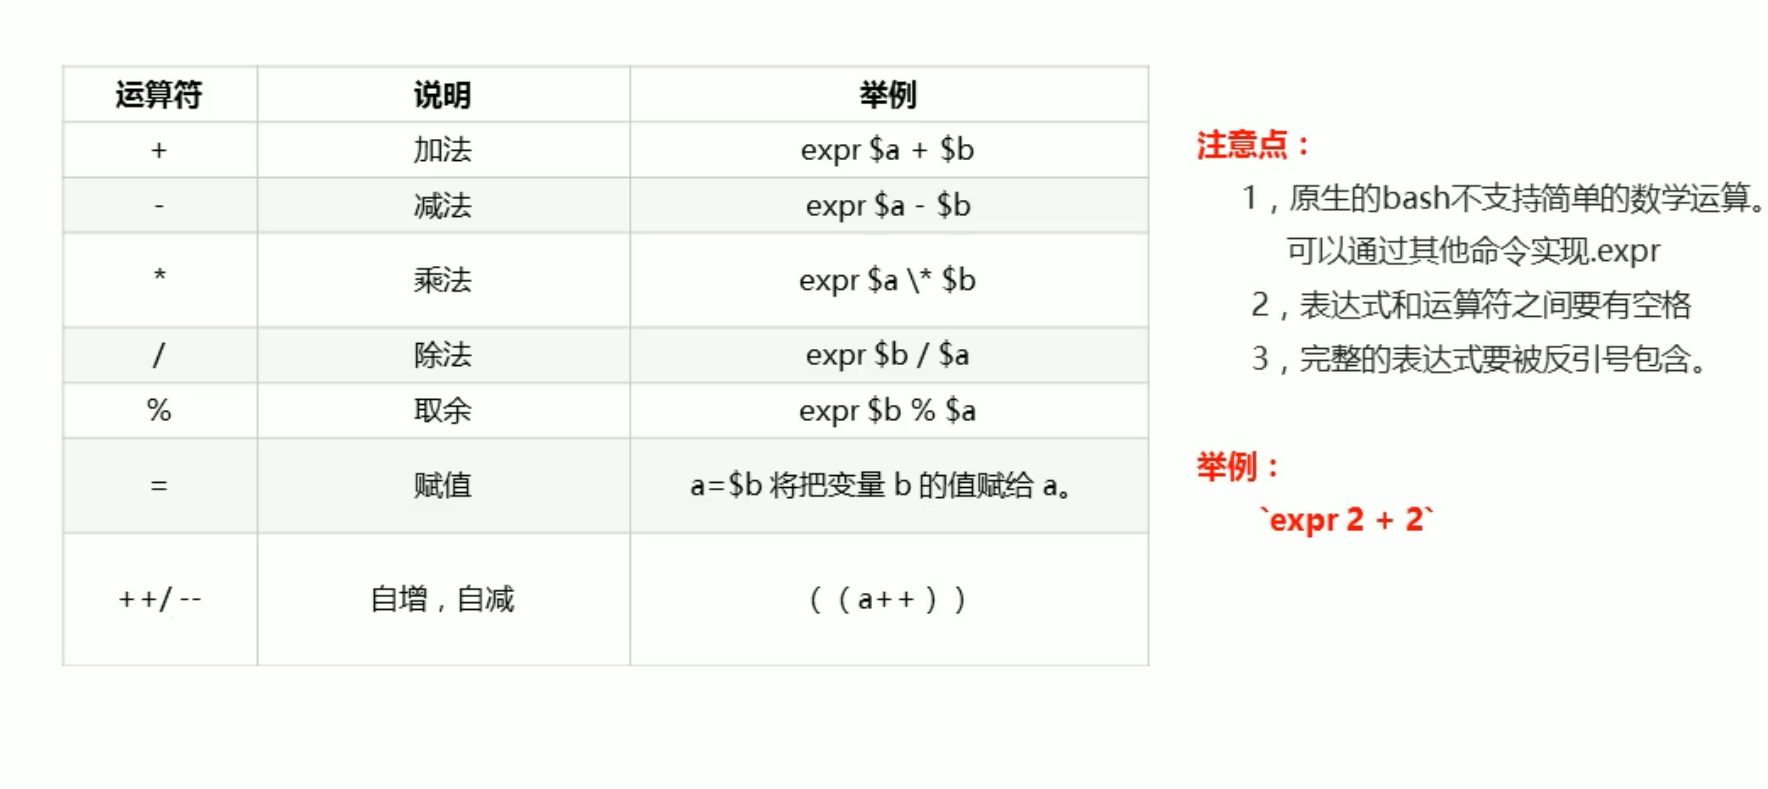 运算符 说明 举例
+ 加法 expr $a + $b
- 减法 expr $a - $b
* 乘法 expr $a \* $b
/ 除法 expr $b / $a
% 取余 expr $b % $a
= 赋值 a=$b 将把变量 b 的值赋给 a。
++/-- 自增，自减 （（a++））
注意点：
1，原生的bash不支持简单的数学运算。
可以通过其他命令实现.expr
2，表达式和运算符之间要有空格
3，完整的表达式要被反引号包含。
举例：
`expr 2 + 2`